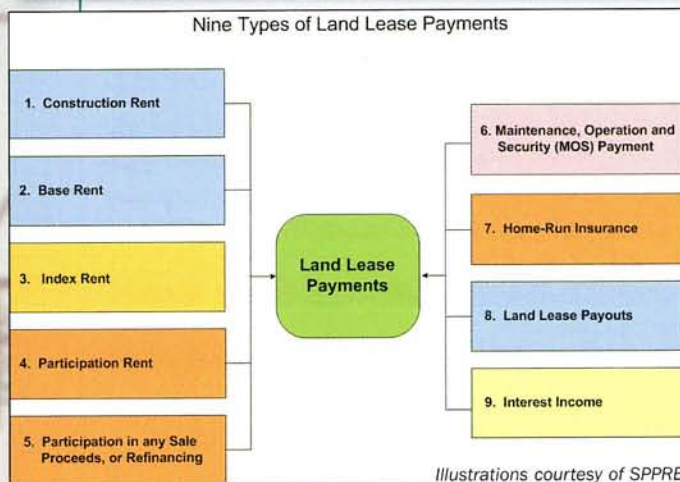 Nine Types of Land Lease Payments
1. Construction Rent
2. Base Rent
3. Index Rent
4. Participation Rent
5. Participation in any Sale
Proceeds, or Refinancing
Land Lease
Payments
6. Maintenance, Operation and
Security (MOS) Payment
7. Home-Run Insurance
8. Land Lease Payouts
9. Interest Income
Illustrations courtesy of SPPRE